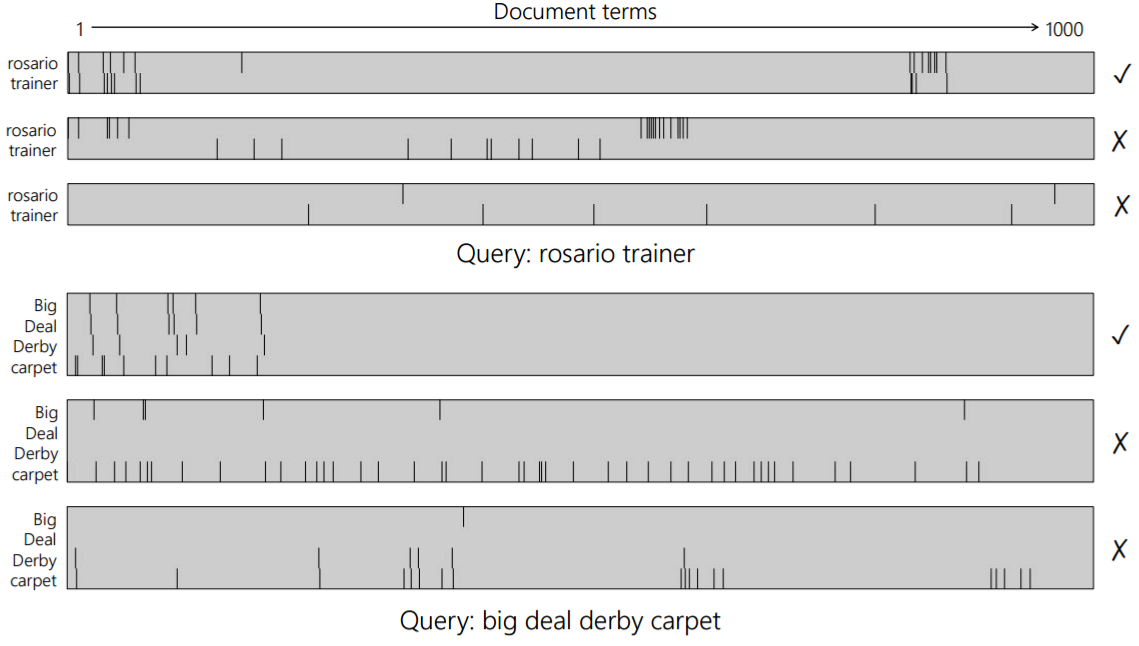 Document terms
1 1000
rosario
trainer ✓
rosario
trainer ✗
rosario
trainer ✗
Query: rosario trainer
Big
Deal
Derby
carpet ✓
Big
Deal
Derby
carpet ✗
Big
Deal
Derby
carpet ✗
Query: big deal derby carpet